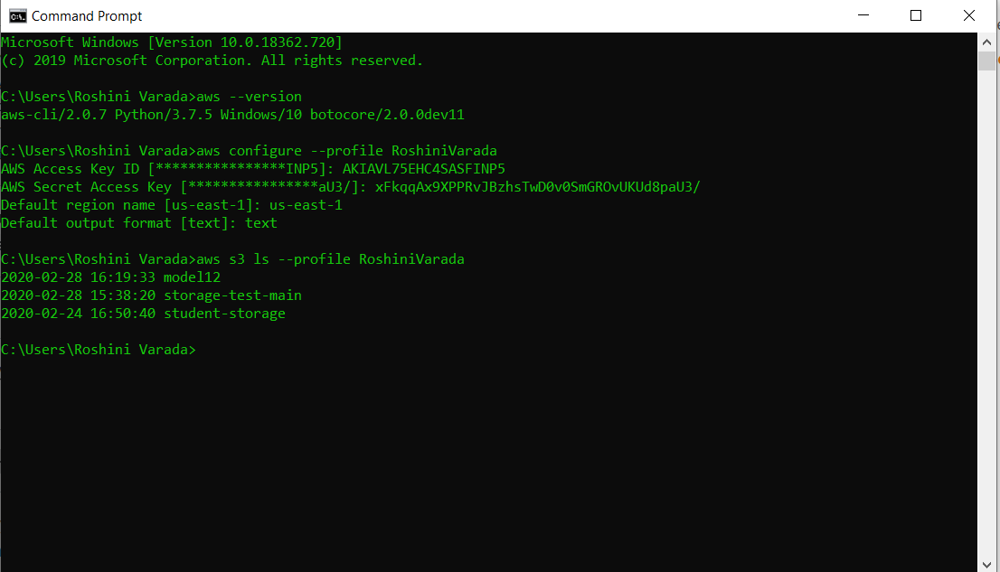 Command Prompt
Microsoft Windows [Version 10.0.18362.720]
(c) 2019 Microsoft Corporation. All rights reserved.
C:\Users\Roshini Varada>aws --version
aws-cli/2.0.7 Python/3.7.5 Windows/10 botocore/2.0.0dev11
C:\Users\Roshini Varada>aws configure --profile RoshiniVarada
AWS Access Key ID [****************INP5]: AKIAVL75EHC4SASFINP5
AWS Secret Access Key [****************aU3/]: 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
Default region name [us-east-1]: us-east-1
Default output format [text]: text
C:\Users\Roshini Varada>aws s3 ls --profile RoshiniVarada
2020-02-28 16:19:33 model12
2020-02-28 15:38:20 storage-test-main
2020-02-24 16:50:40 student-storage
C:\Users\Roshini Varada>